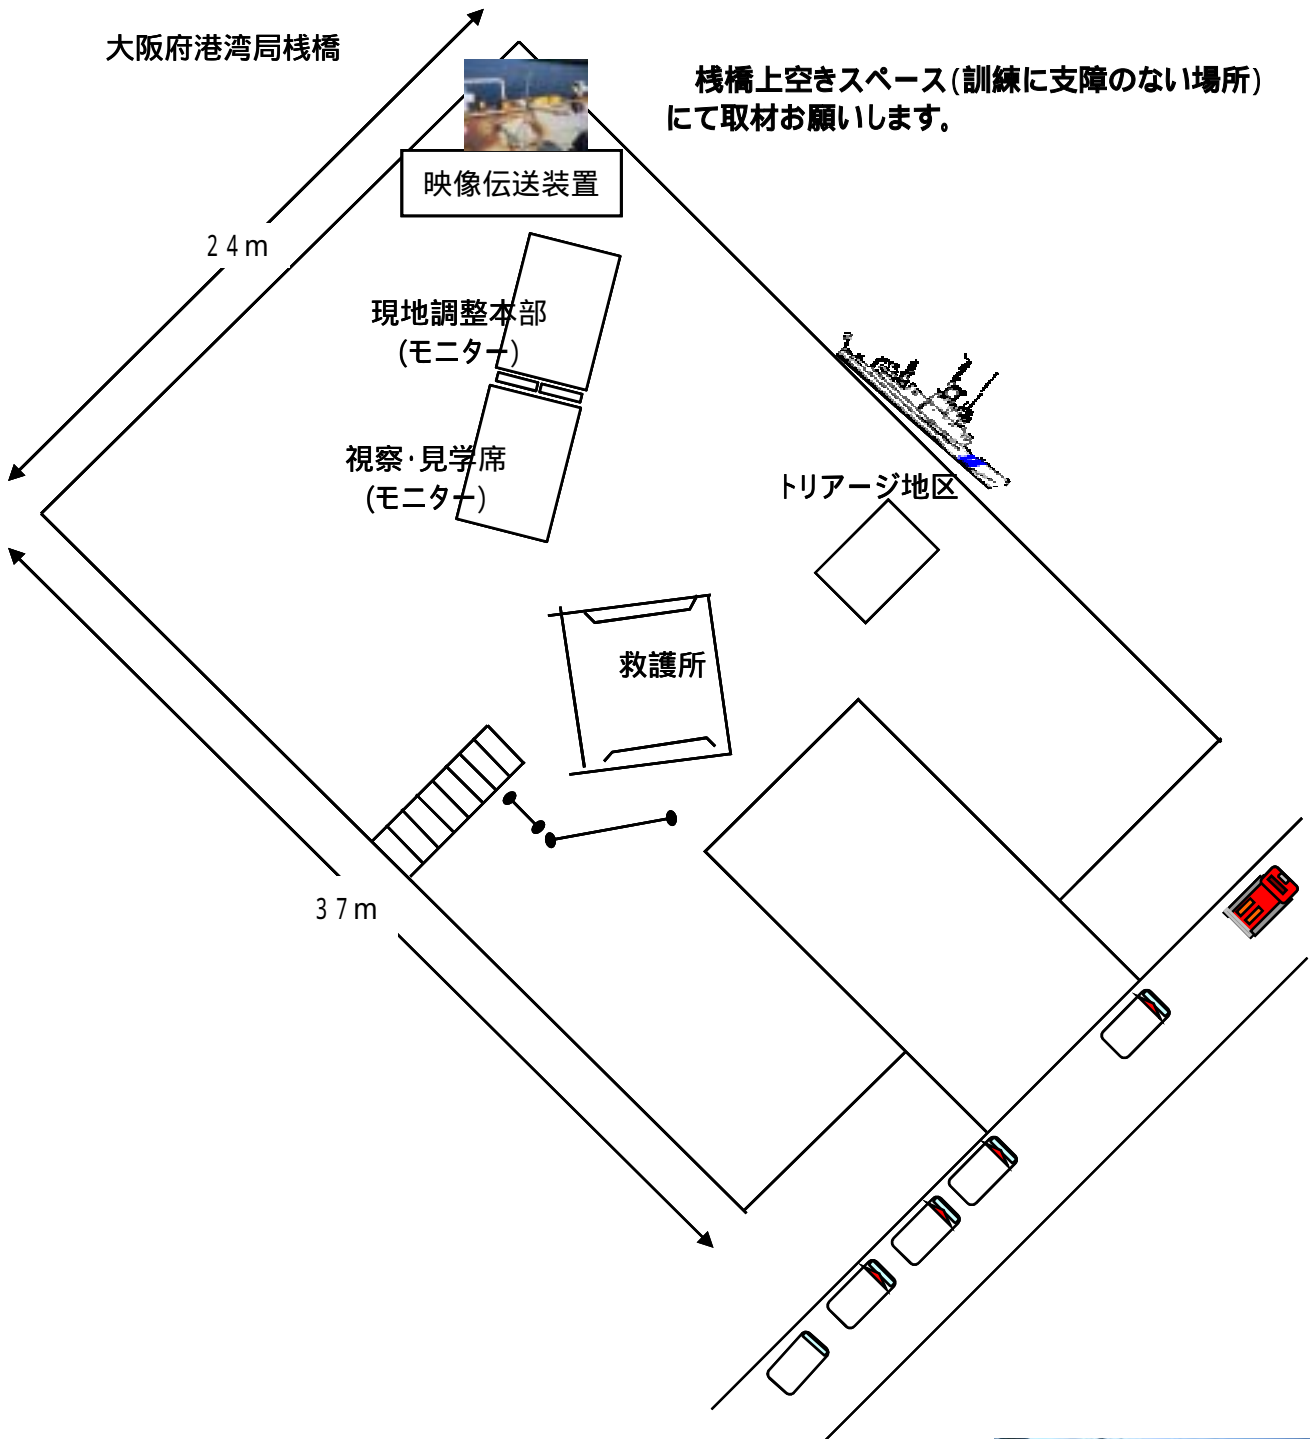 大阪府港湾局桟橋
桟橋上空きスペース(訓練に支障のない場所)
にて取材お願いします。
映像伝送装置
24m
現地調整本部
(モニター)
視察・見学席
(モニター)
トリアージ地区
救護所
37m